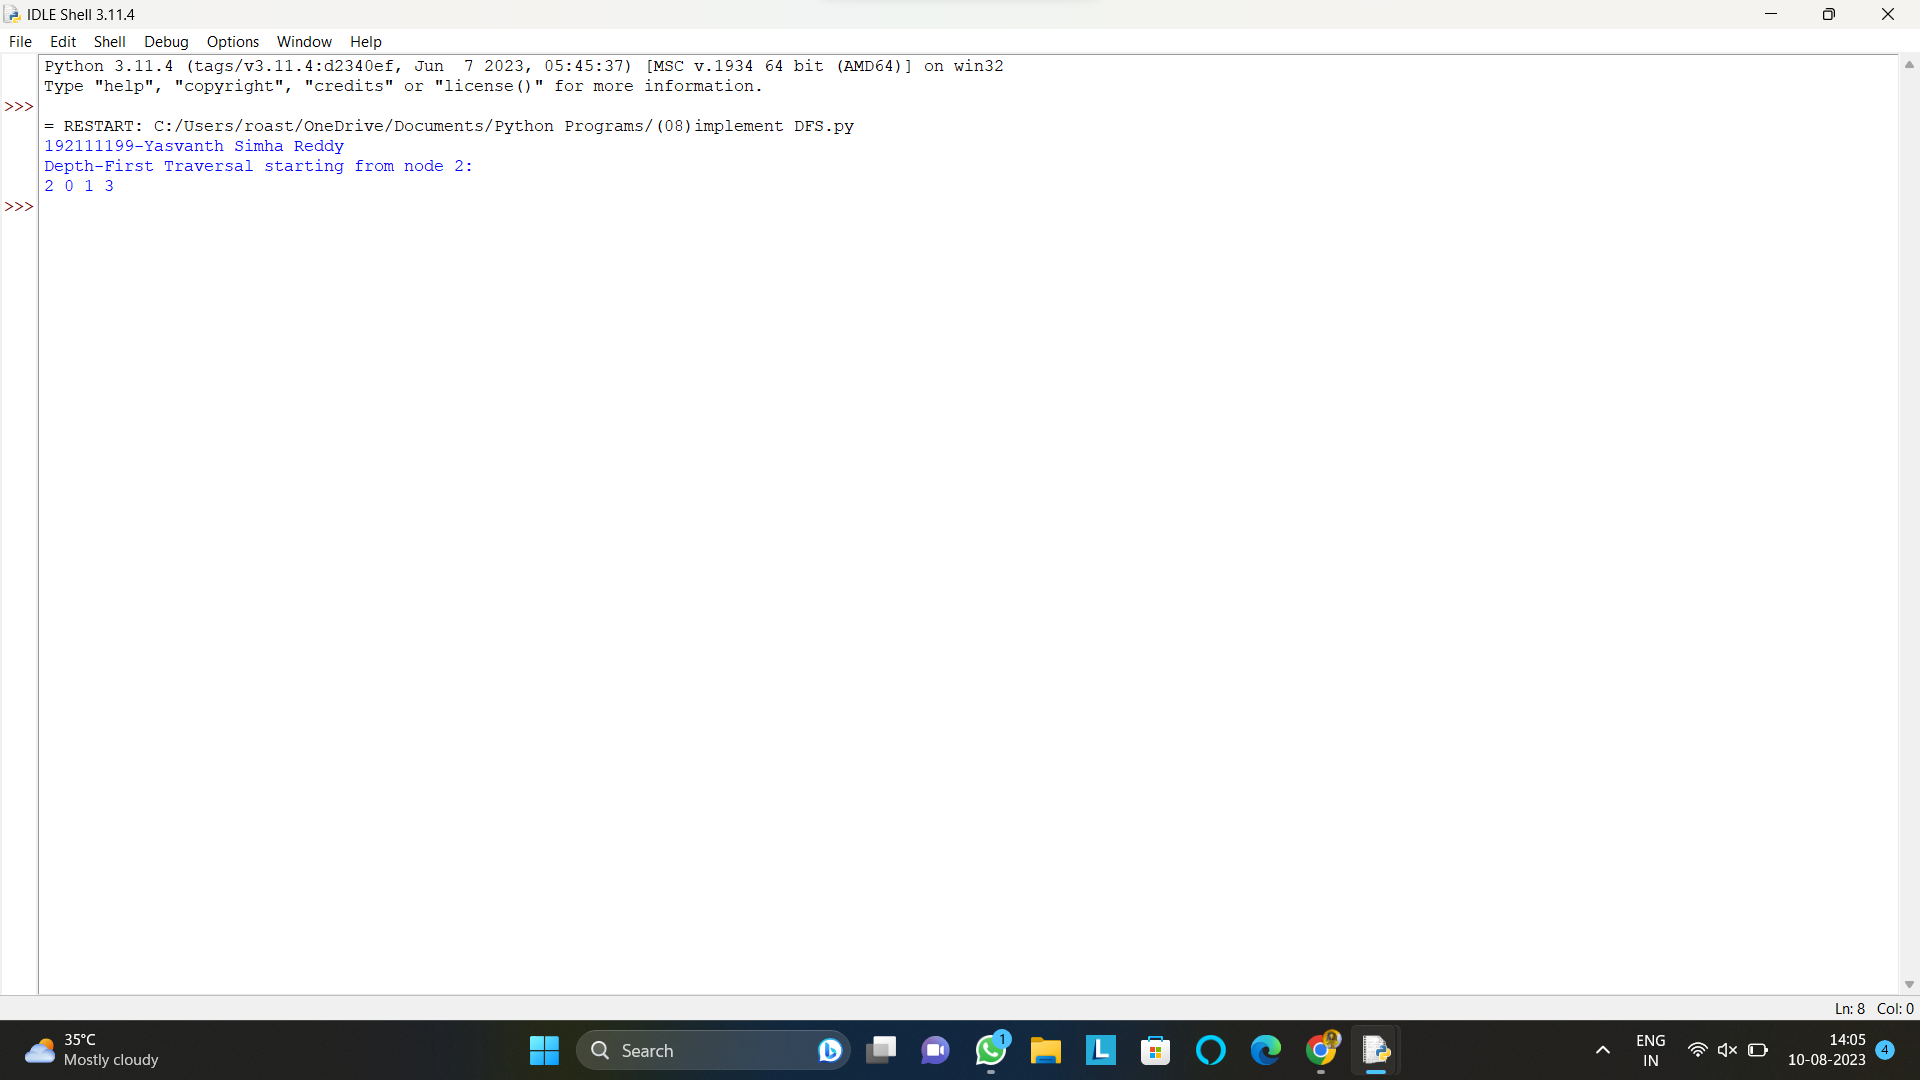 IDLE Shell 3.11.4
File Edit Shell Debug Options Window Help
Python 3.11.4 (tags/v3.11.4:d2340ef, Jun  7 2023, 05:45:37) [MSC v.1934 64 bit (AMD64)] on win32
Type "help", "copyright", "credits" or "license()" for more information.
>>>
= RESTART: C:/Users/roast/OneDrive/Documents/Python Programs/(08)implement DFS.py
192111199-Yasvanth Simha Reddy
Depth-First Traversal starting from node 2:
2 0 1 3
>>>
Ln: 8 Col: 0
35°C
Mostly cloudy
Search
1
L
ENG
IN
14:05
10-08-2023
4